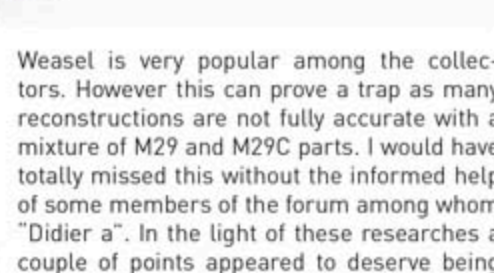 Weasel is very popular among the collec-
tors. However this can prove a trap as many
reconstructions are not fully accurate with a
mixture of M29 and M29C parts. I would have
totally missed this without the informed help
of some members of the forum among whom
"Didier a". In the light of these researches a
couple of points appeared to deserve being